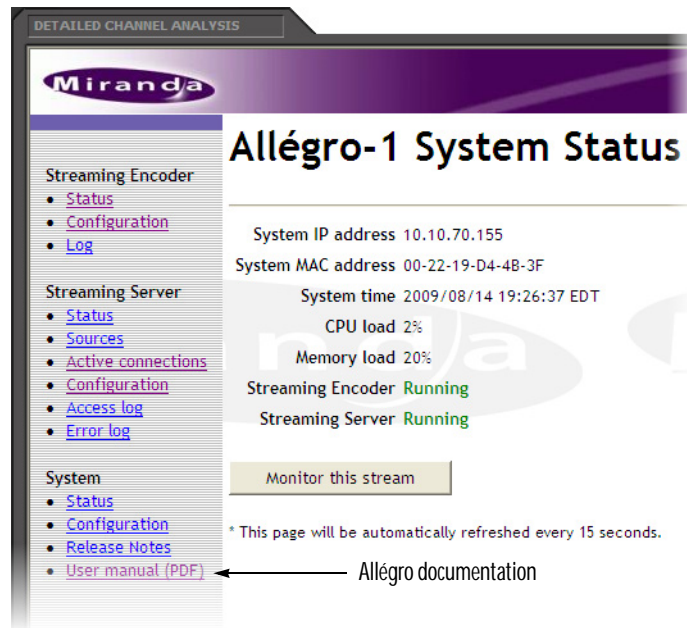 DETAILED CHANNEL ANALYSIS
Miranda
Allégro-1 System Status
Streaming Encoder
• Status
• Configuration
• Log
Streaming Server
• Status
• Sources
• Active connections
• Configuration
• Access log
• Error log
System
• Status
• Configuration
• Release Notes
• User manual (PDF)
System IP address 10.10.70.155
System MAC address 00-22-19-D4-4B-3F
System time 2009/08/14 19:26:37 EDT
CPU load 2%
Memory load 20%
Streaming Encoder Running
Streaming Server Running
Monitor this stream
* This page will be automatically refreshed every 15 seconds.
Allégro documentation